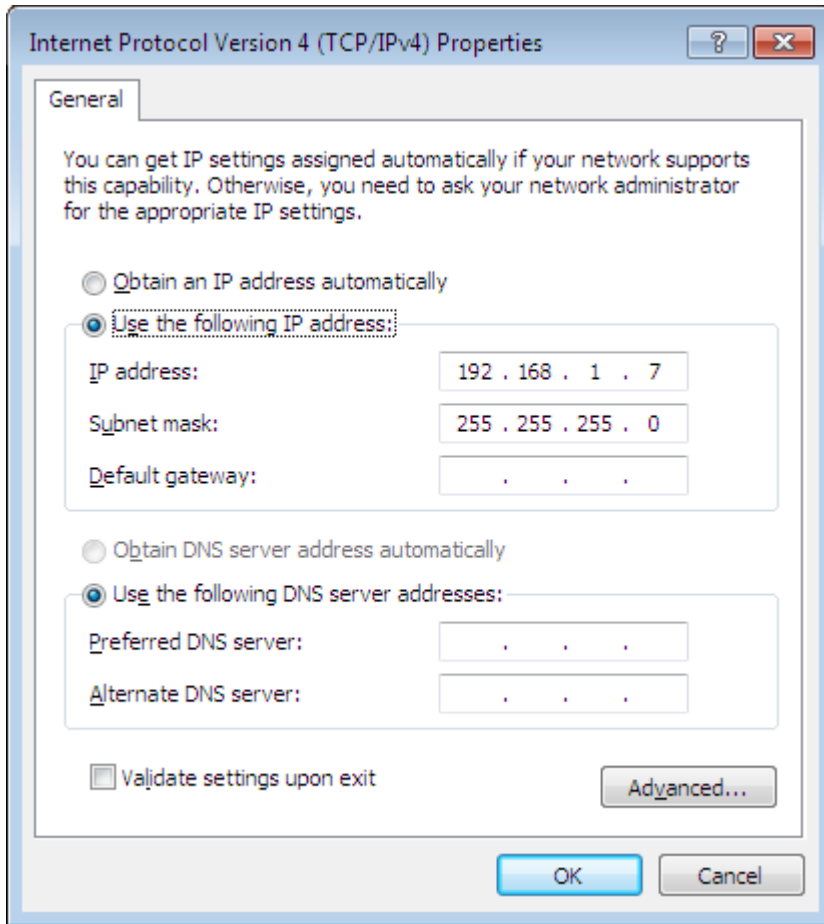 Internet Protocol Version 4 (TCP/IPv4) Properties
General
You can get IP settings assigned automatically if your network supports
this capability. Otherwise, you need to ask your network administrator
for the appropriate IP settings.
Obtain an IP address automatically
Use the following IP address:
IP address: 192 . 168 . 1 . 7
Subnet mask: 255 . 255 . 255 . 0
Default gateway: . . .
Obtain DNS server address automatically
Use the following DNS server addresses:
Preferred DNS server: . . .
Alternate DNS server: . . .
Validate settings upon exit
Advanced...
OK Cancel